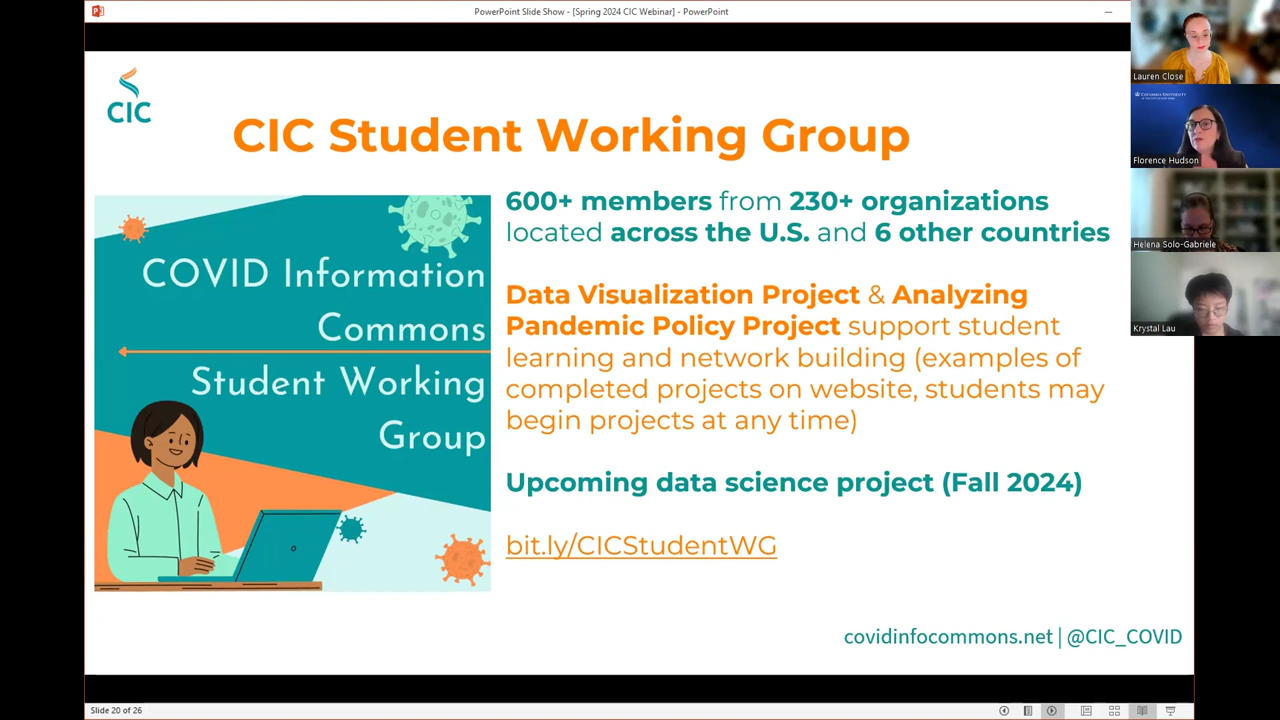 PowerPoint Slide Show - [Spring 2024 CIC Webinar] - PowerPoint
CIC
CIC Student Working Group
COVID Information
Commons
Student Working
Group
600+ members from 230+ organizations
located across the U.S. and 6 other countries
Data Visualization Project & Analyzing
Pandemic Policy Project support student
learning and network building (examples of
completed projects on website, students may
begin projects at any time)
Upcoming data science project (Fall 2024)
bit.ly/CICStudentWG
covidinfocommons.net | @CIC_COVID
Slide 20 of 26
Lauren Close
COLUMBIA UNIVERSITY
Florence Hudson
Helena Solo-Gabriele
Krystal Lau